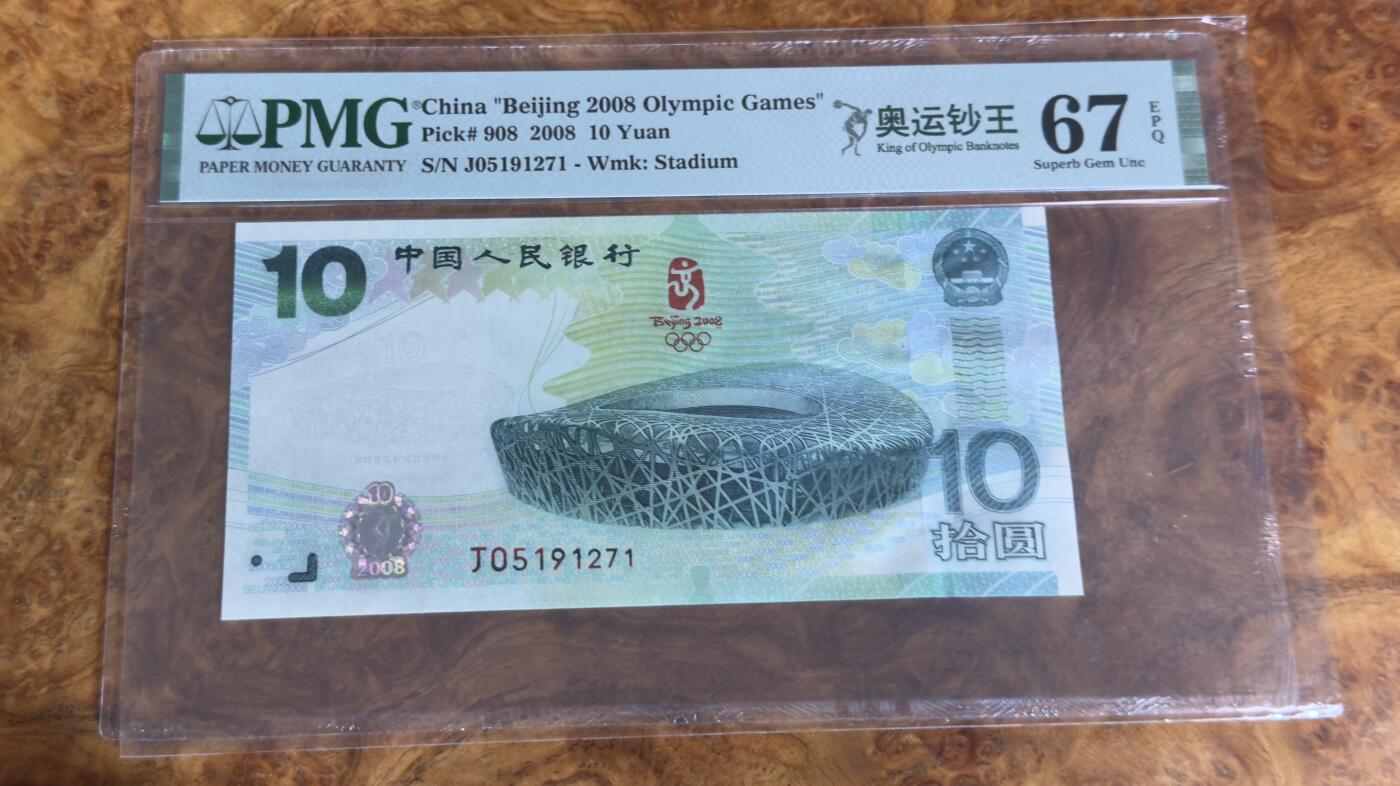 PMG®
PAPER MONEY GUARANTY
China "Beijing 2008 Olympic Games"
Pick# 908 2008 10 Yuan
S/N J05191271 - Wmk: Stadium
奥运钞王
King of Olympic Banknotes
67
EPQ
Superb Gem Unc
10
中国人民银行
Beijing 2008
10
10
拾圆
10
2008
J05191271